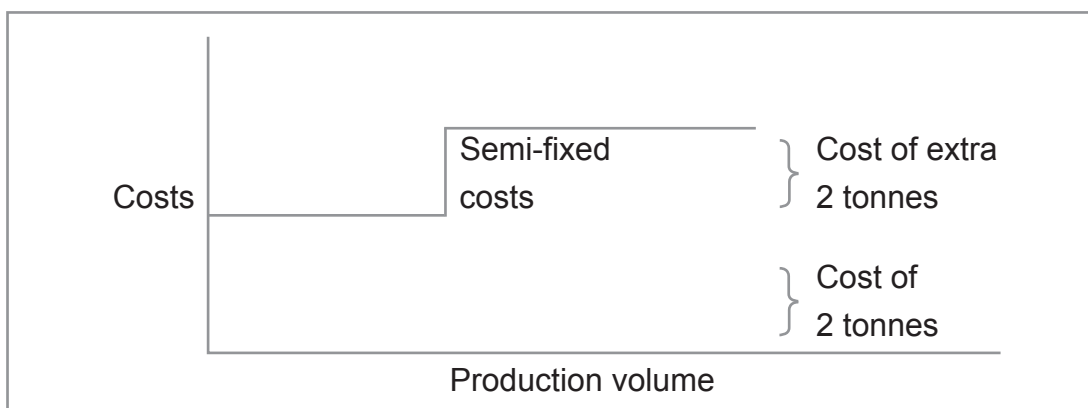 Semi-fixed
costs
Costs
Cost of extra
2 tonnes
Cost of
2 tonnes
Production volume